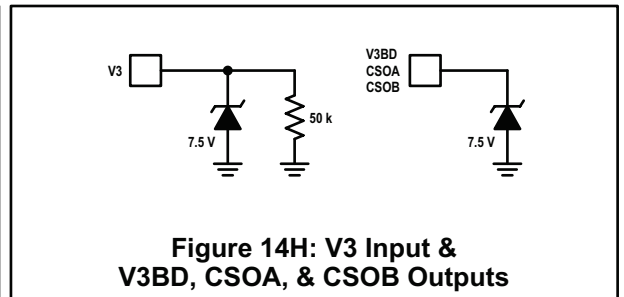 V3
7.5 V
50 k
V3BD
CSOA
CSOB
7.5 V
Figure 14H: V3 Input &
V3BD, CSOA, & CSOB Outputs